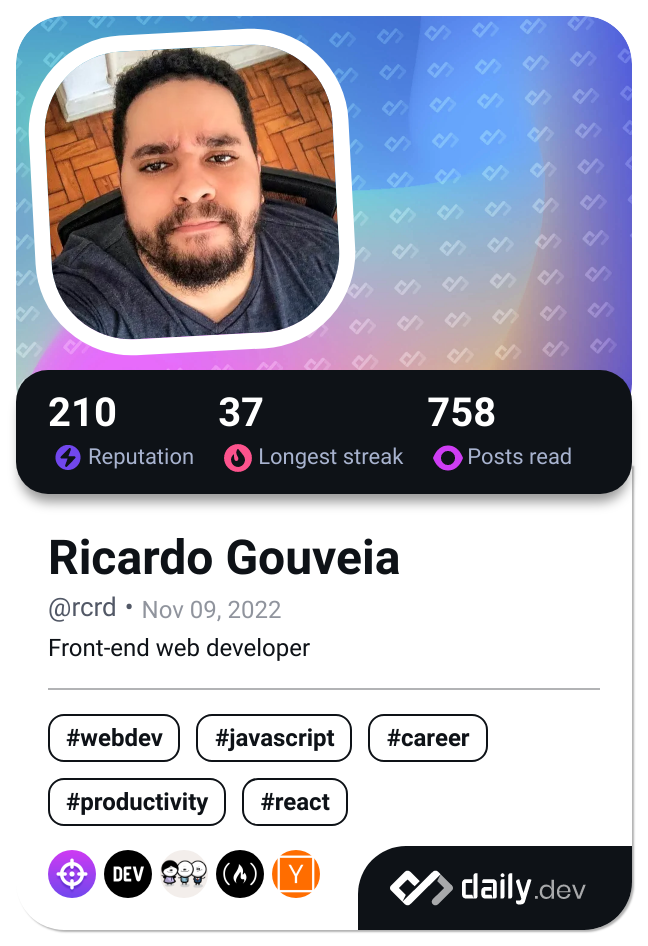 210 37 758
Reputation Longest streak Posts read
Ricardo Gouveia
@rcrd • Nov 09, 2022
Front-end web developer
#webdev #javascript #career
#productivity #react
DEV Y daily.dev